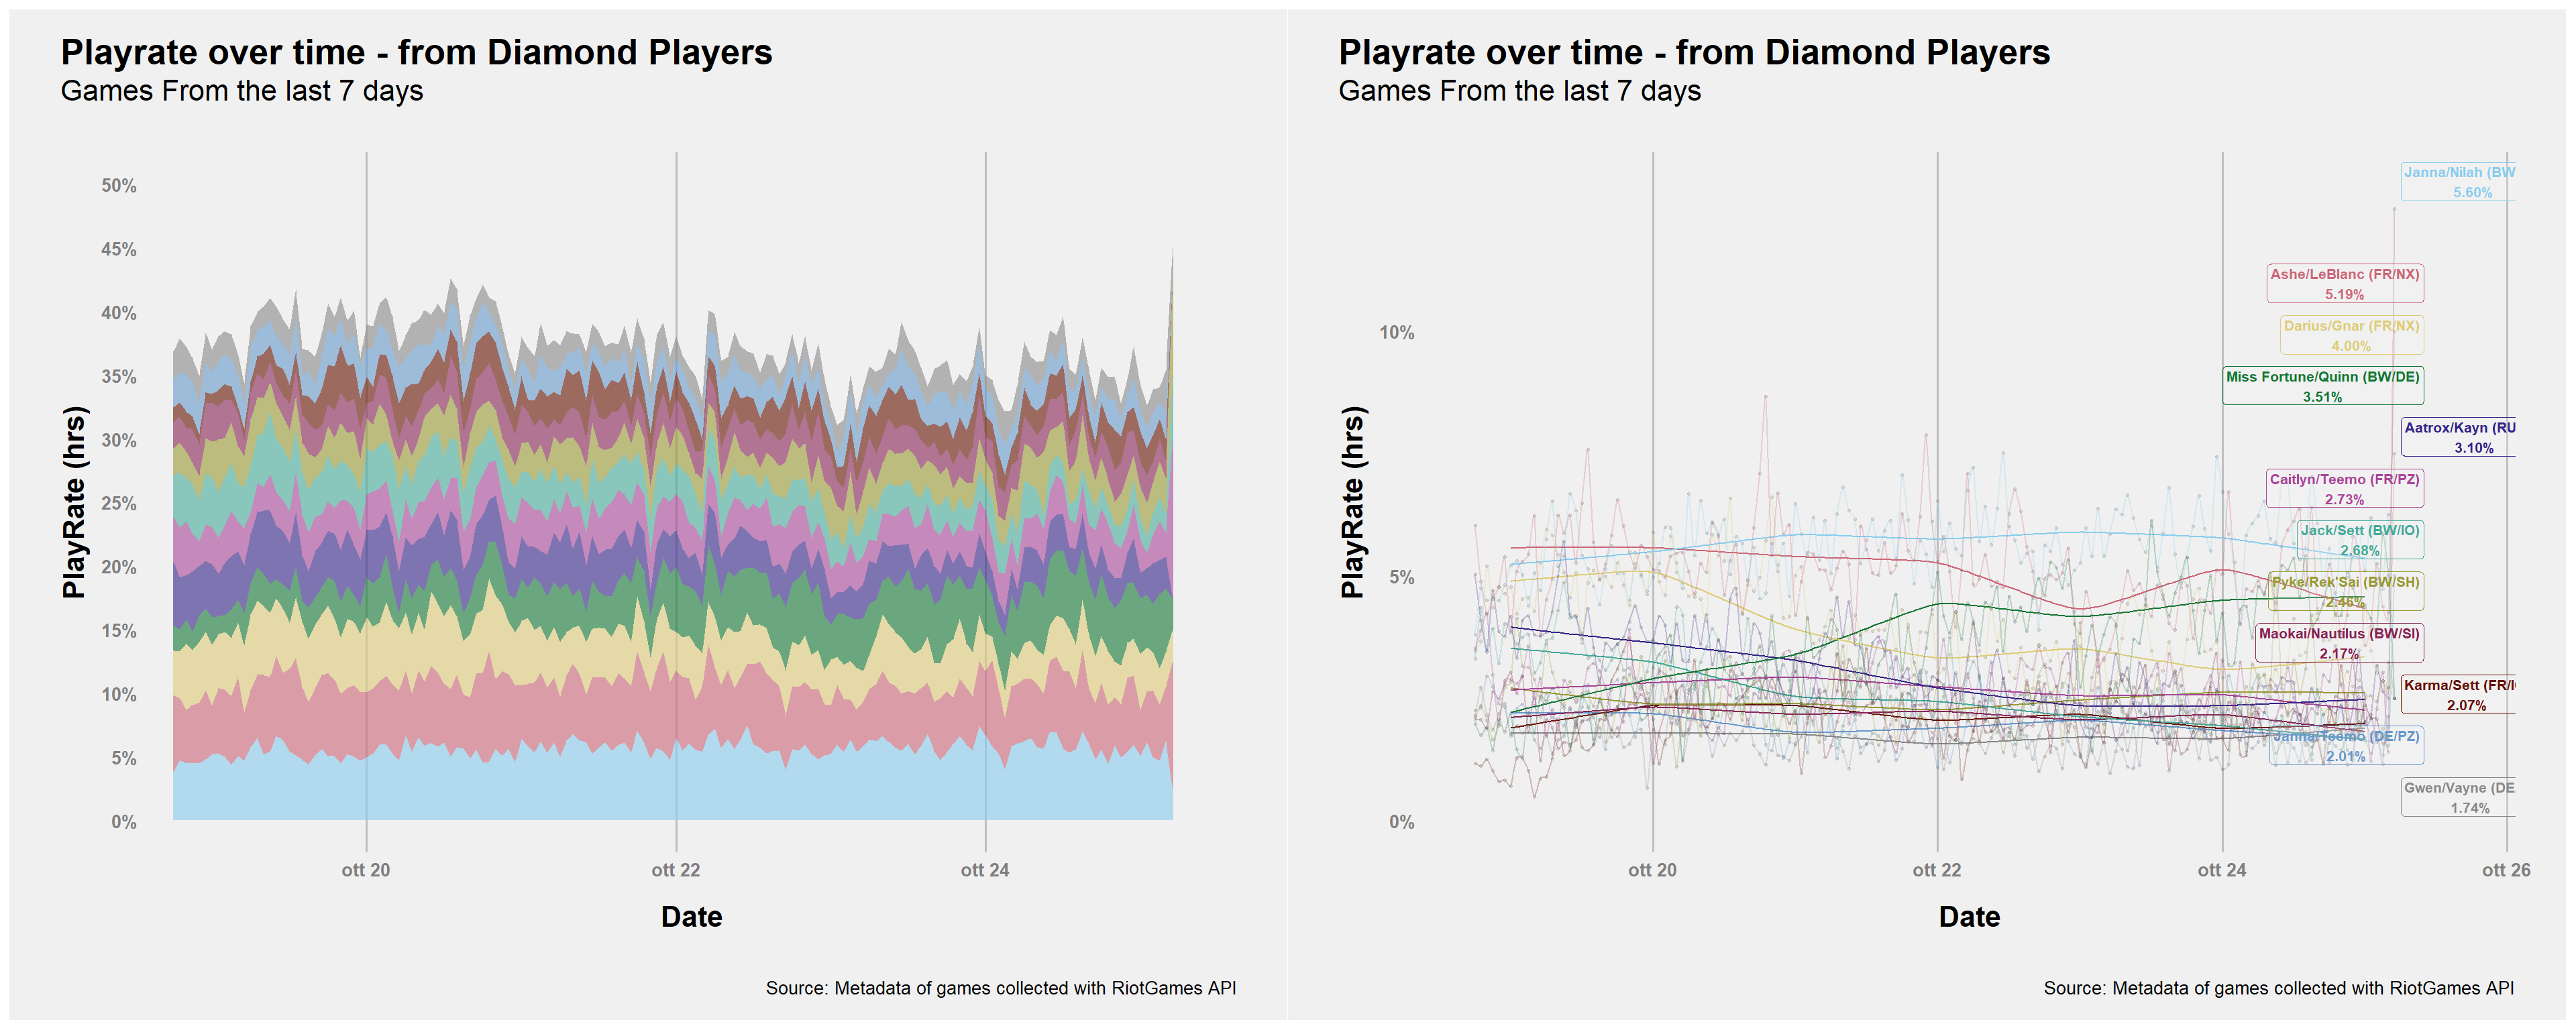 Playrate over time - from Diamond Players
Games From the last 7 days
50%
45%
40%
35%
30%
25%
20%
15%
10%
5%
0%
PlayRate (hrs)
ott 20
ott 22
ott 24
Date
Source: Metadata of games collected with RiotGames API
Playrate over time - from Diamond Players
Games From the last 7 days
10%
5%
0%
PlayRate (hrs)
Janna/Nilah (BW
5.60%
Ashe/LeBlanc (FR/NX)
5.19%
Darius/Gnar (FR/NX)
4.00%
Miss Fortune/Quinn (BW/DE)
3.51%
Aatrox/Kayn (RU
3.10%
Caitlyn/Teemo (FR/PZ)
2.73%
Jack/Sett (BW/IO)
2.68%
Pyke/Rek'Sai (BW/SH)
2.46%
Maokai/Nautilus (BW/SI)
2.17%
Karma/Sett (FR/I
2.07%
Janna/Teemo (DE/PZ)
2.01%
Gwen/Vayne (DE
1.74%
ott 20
ott 22
ott 24
ott 26
Date
Source: Metadata of games collected with RiotGames API